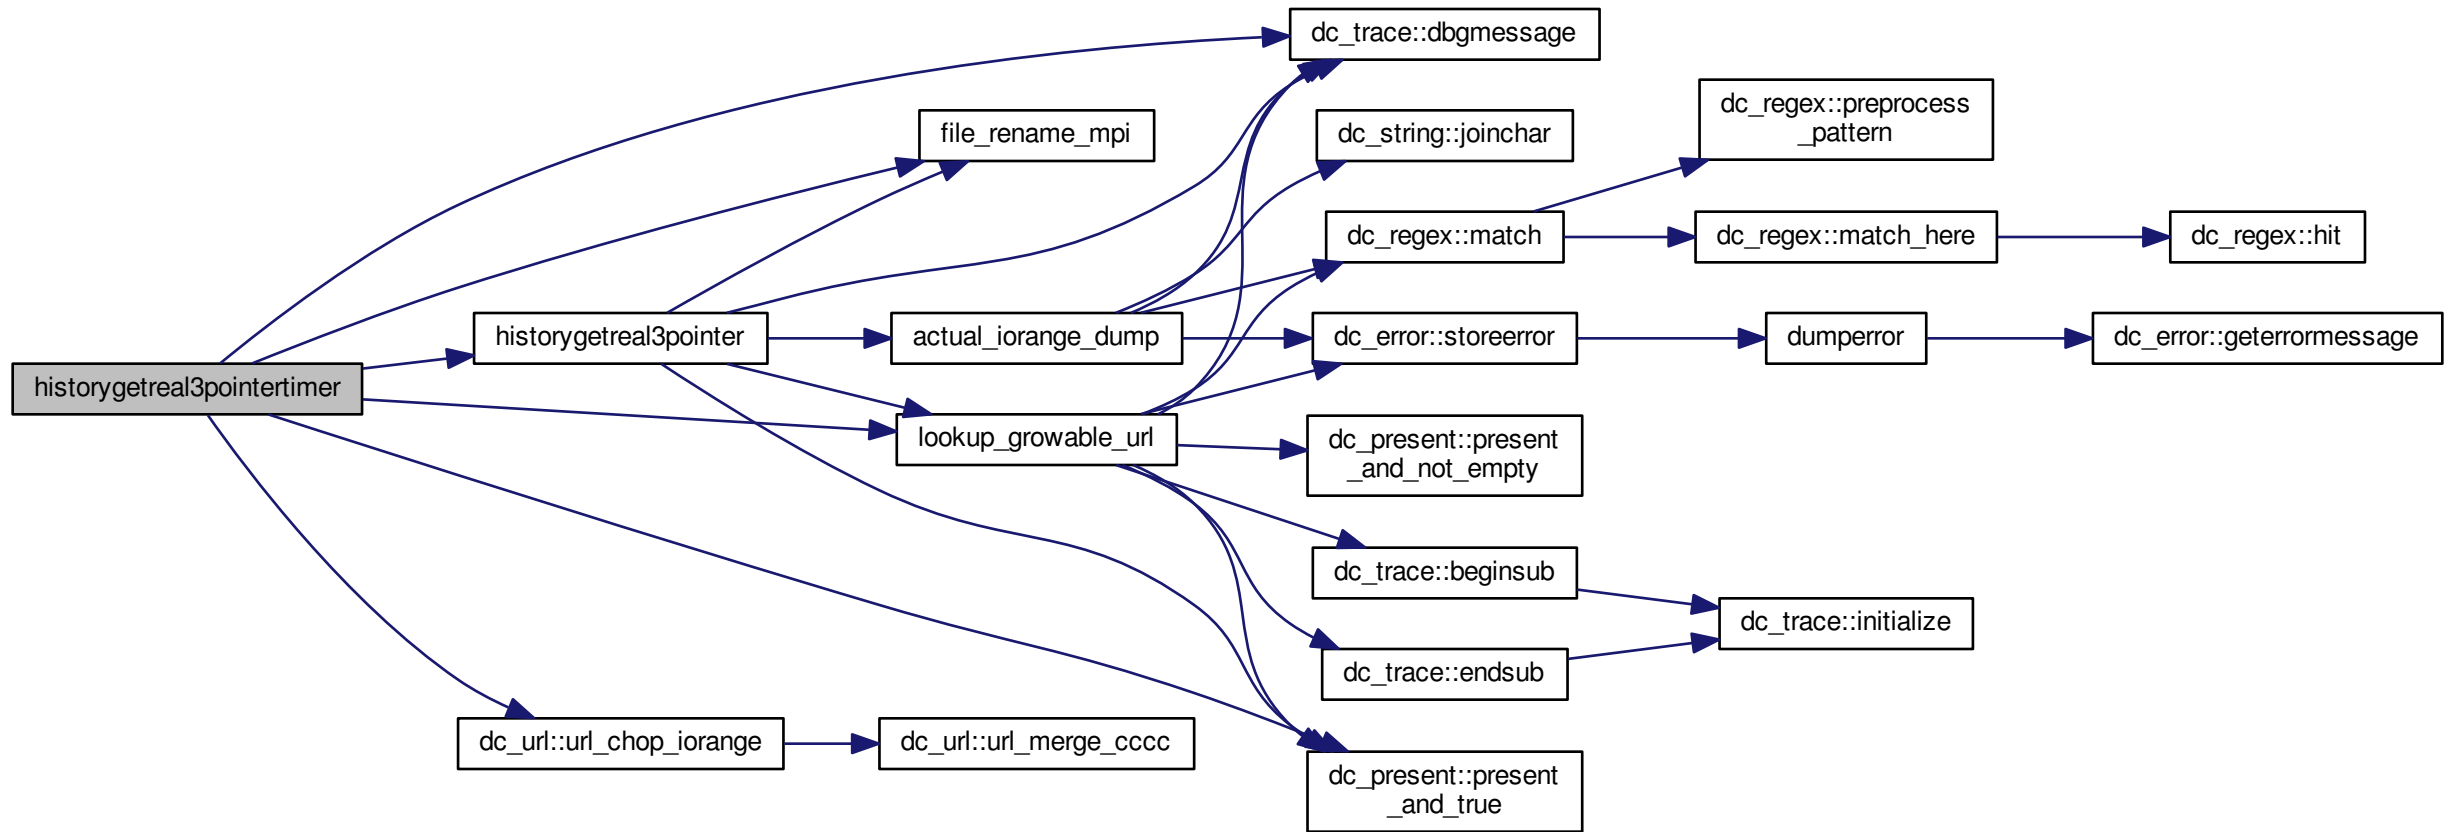 dc_trace::dbgmessage
dc_regex::preprocess
_pattern
file_rename_mpi
dc_string::joinchar
dc_regex::match
dc_regex::match_here
dc_regex::hit
historygetreal3pointer
actual_iorange_dump
dc_error::storeerror
dumperror
dc_error::geterrormessage
historygetreal3pointertimer
lookup_growable_url
dc_present::present
_and_not_empty
dc_trace::beginsub
dc_trace::initialize
dc_trace::endsub
dc_url::url_chop_iorange
dc_url::url_merge_cccc
dc_present::present
_and_true